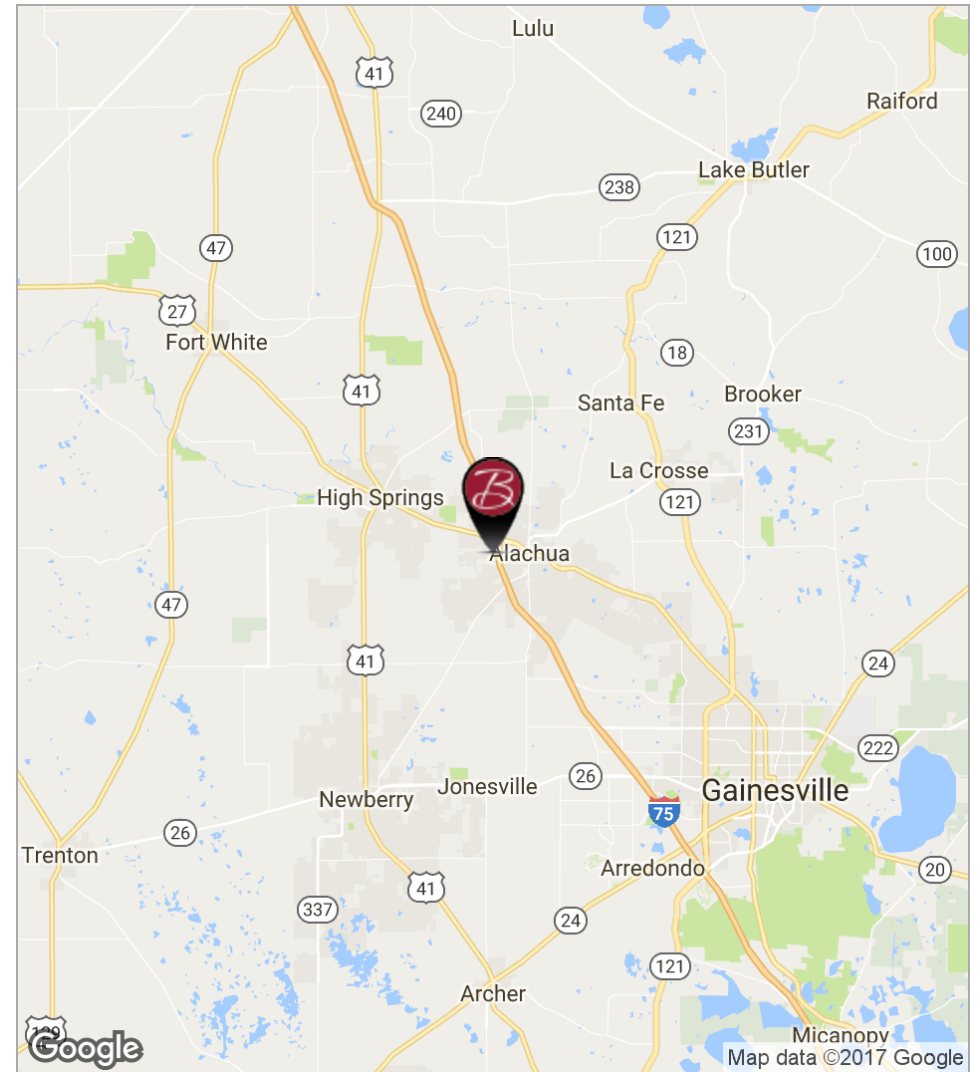 Lulu
41
240
Raiford
Lake Butler
238
121
47
100
27
Fort White
18
41
Santa Fe
Brooker
231
La Crosse
High Springs
B
121
Alachua
47
41
24
222
Jonesville
26
Gainesville
Newberry
75
26
Trenton
Arredondo
20
41
337
24
121
Archer
129
Micanopy
Google
Map data ©2017 Google